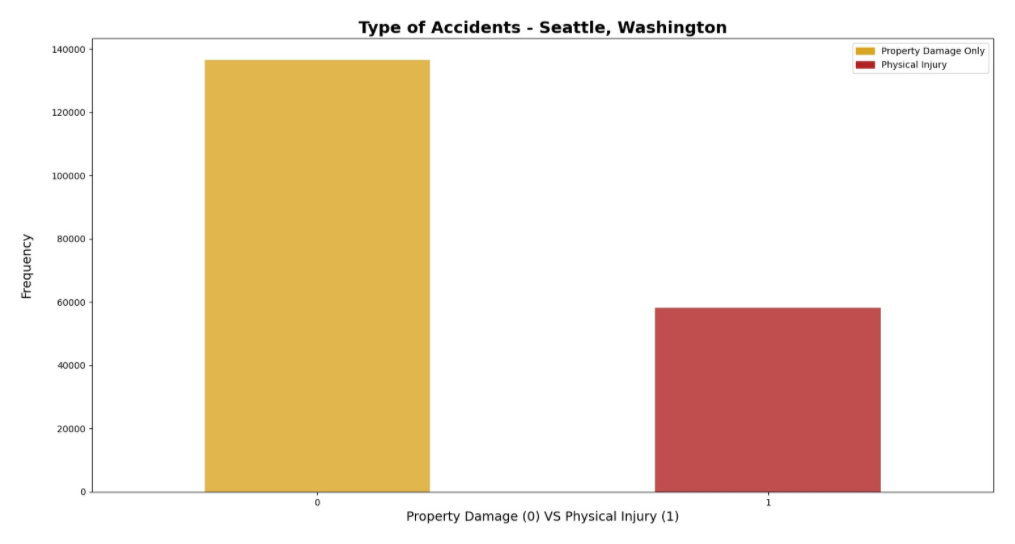 Type of Accidents - Seattle, Washington
Property Damage Only
Physical Injury
Frequency
140000
120000
100000
80000
60000
40000
20000
0
0 1
Property Damage (0) VS Physical Injury (1)